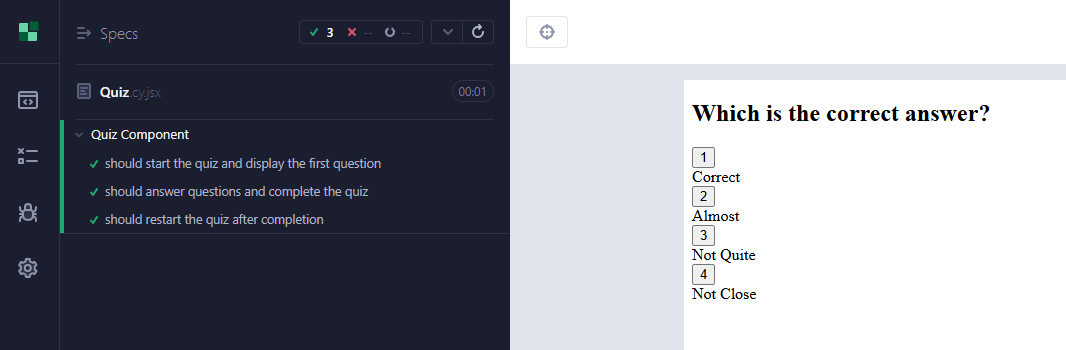 Specs
3
--
--
Quiz.cy.jsx
00:01
Quiz Component
should start the quiz and display the first question
should answer questions and complete the quiz
should restart the quiz after completion
Which is the correct answer?
1
Correct
2
Almost
3
Not Quite
4
Not Close